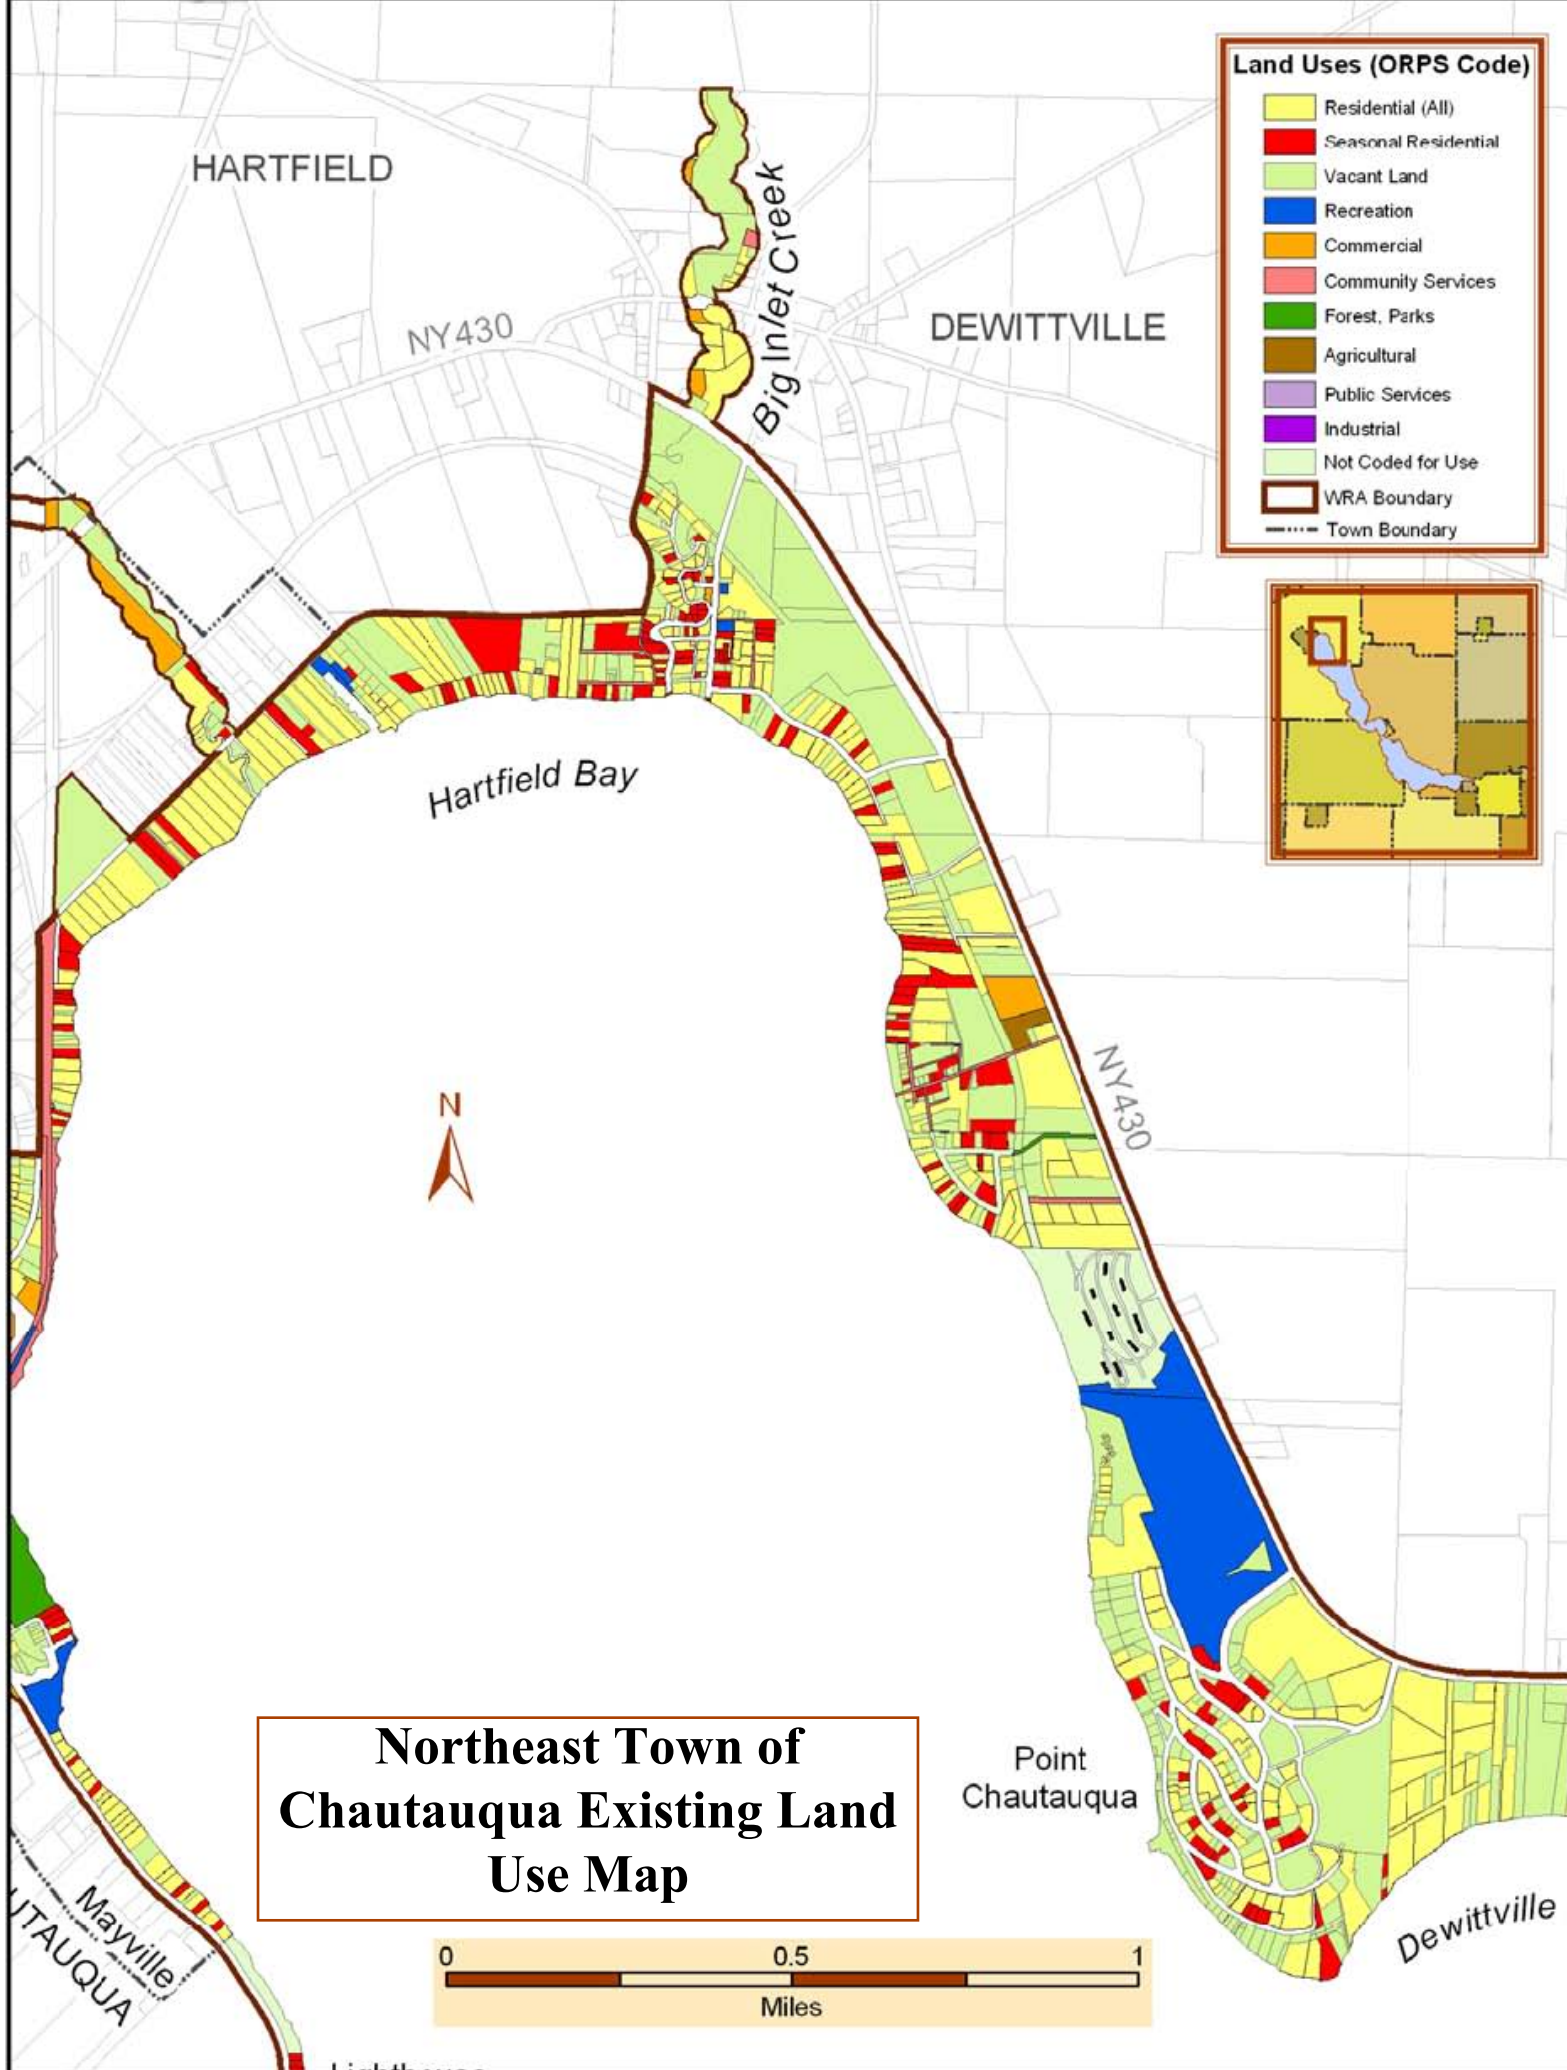 Land Uses (ORPS Code)
Residential (All)
Seasonal Residential
Vacant Land
Recreation
Commercial
Community Services
Forest, Parks
Agricultural
Public Services
Industrial
Not Coded for Use
WRA Boundary
Town Boundary
HARTFIELD
Big Inlet Creek
NY430
DEWITTVILLE
Hartfield Bay
N
NY430
Point
Chautauqua
Northeast Town of
Chautauqua Existing Land
Use Map
Mayville
UTAUQUA
Dewittville
0 0.5 1
Miles